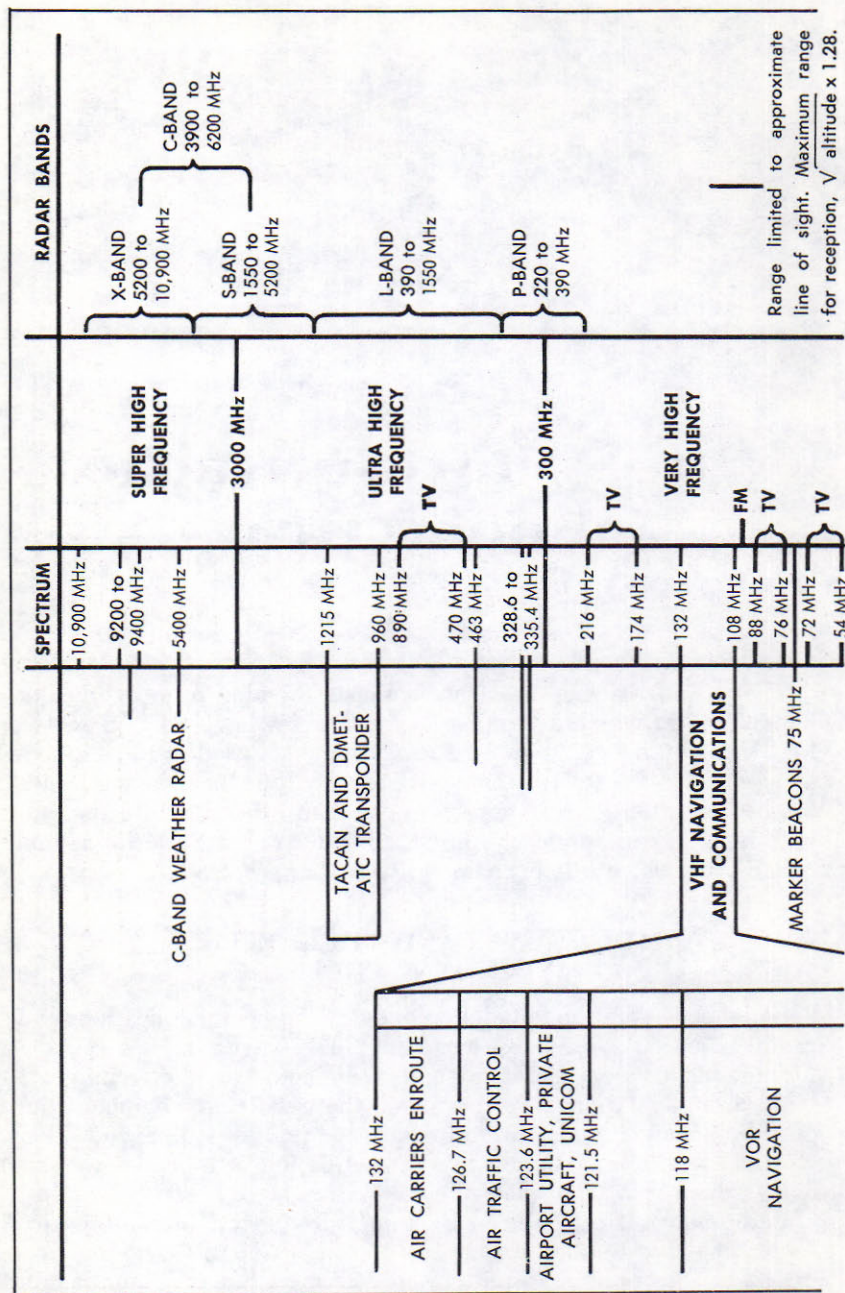 SPECTRUM
RADAR BANDS
10,900 MHz
9200 to
9400 MHz
5400 MHz
C-BAND WEATHER RADAR
SUPER HIGH
FREQUENCY
3000 MHz
X-BAND
5200 to
10,900 MHz
C-BAND
3900 to
6200 MHz
S-BAND
1550 to
5200 MHz
TACAN AND DMET-
ATC TRANSPONDER
1215 MHz
960 MHz
890 MHz
TV
470 MHz
463 MHz
ULTRA HIGH
FREQUENCY
L-BAND
390 to
1550 MHz
328.6 to
335.4 MHz
300 MHz
P-BAND
220 to
390 MHz
216 MHz
TV
174 MHz
VERY HIGH
FREQUENCY
132 MHz
VHF NAVIGATION
AND COMMUNICATIONS
108 MHz
FM
88 MHz
TV
76 MHz
MARKER BEACONS 75 MHz
72 MHz
TV
54 MHz
132 MHz
AIR CARRIERS ENROUTE
126.7 MHz
AIR TRAFFIC CONTROL
123.6 MHz
AIRPORT UTILITY, PRIVATE
AIRCRAFT, UNICOM
121.5 MHz
118 MHz
VOR
NAVIGATION
Range limited to approximate
line of sight. Maximum range
for reception, √ altitude x 1.28.